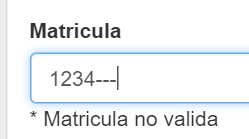 Matricula
1234---
* Matricula no valida